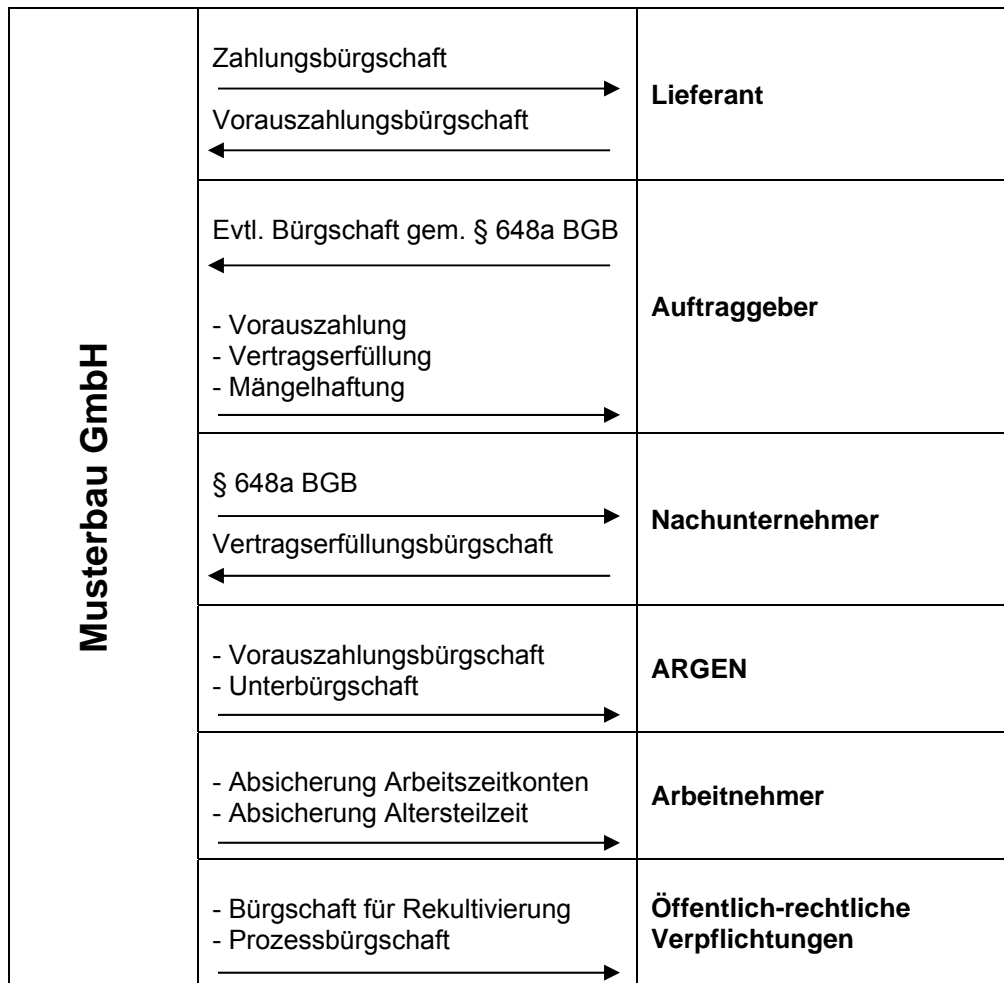 Musterbau GmbH
Zahlungsbürgschaft
Vorauszahlungsbürgschaft
Lieferant
Evtl. Bürgschaft gem. § 648a BGB
- Vorauszahlung
- Vertragserfüllung
- Mängelhaftung
Auftraggeber
§ 648a BGB
Vertragserfüllungsbürgschaft
Nachunternehmer
- Vorauszahlungsbürgschaft
- Unterbürgschaft
ARGEN
- Absicherung Arbeitszeitkonten
- Absicherung Altersteilzeit
Arbeitnehmer
- Bürgschaft für Rekultivierung
- Prozessbürgschaft
Öffentlich-rechtliche
Verpflichtungen